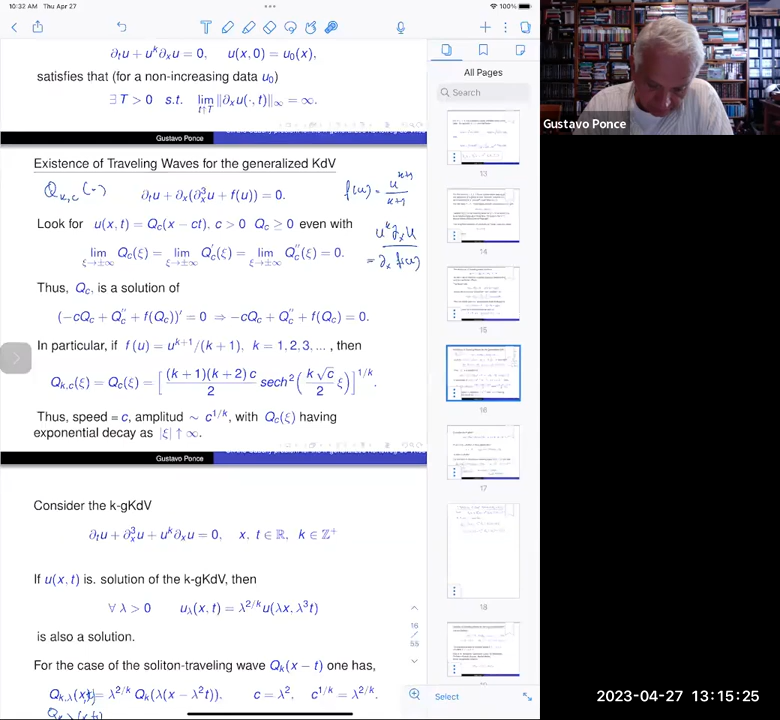 10:32 AM Thu Apr 27
100%
∂ₜu + uᵏ∂ₓu = 0, u(x, 0) = u₀(x),
satisfies that (for a non-increasing data u₀)
∃ T > 0 s.t. lim_{t↑T} ‖∂ₓu(·, t)‖_∞ = ∞.
Gustavo Ponce
Existence of Traveling Waves for the generalized KdV
Q_{k,c}(·)
∂ₜu + ∂ₓ(∂ₓ³u + f(u)) = 0.
f(u) = u^{k+1}/(k+1)
Look for u(x, t) = Q_c(x − ct), c > 0 Q_c ≥ 0 even with
uᵏ∂ₓu
lim_{ξ→±∞} Q_c(ξ) = lim_{ξ→±∞} Q_c′(ξ) = lim_{ξ→±∞} Q_c″(ξ) = 0.
= ∂ₓ f(u)
Thus, Q_c, is a solution of
(−cQ_c + Q_c″ + f(Q_c))′ = 0 ⇒ −cQ_c + Q_c″ + f(Q_c) = 0.
In particular, if f(u) = u^{k+1}/(k + 1), k = 1, 2, 3, ... , then
Q_{k,c}(ξ) = Q_c(ξ) = [ (k + 1)(k + 2) c / 2 sech² ( k√c / 2 ξ ) ]^{1/k}.
Thus, speed = c, amplitud ∼ c^{1/k}, with Q_c(ξ) having
exponential decay as |ξ| ↑ ∞.
Gustavo Ponce
Consider the k-gKdV
∂ₜu + ∂ₓ³u + uᵏ∂ₓu = 0, x, t ∈ ℝ, k ∈ ℤ⁺
If u(x, t) is. solution of the k-gKdV, then
∀ λ > 0 u_λ(x, t) = λ^{2/k} u(λx, λ³t)
is also a solution.
For the case of the soliton-traveling wave Q_k(x − t) one has,
Q_{k,λ}(x,t) = λ^{2/k} Q_k(λ(x − λ²t)). c = λ², c^{1/k} = λ^{2/k}.
All Pages
Search
13
14
15
16
17
18
16
/
55
Select
Gustavo Ponce
2023-04-27 13:15:25